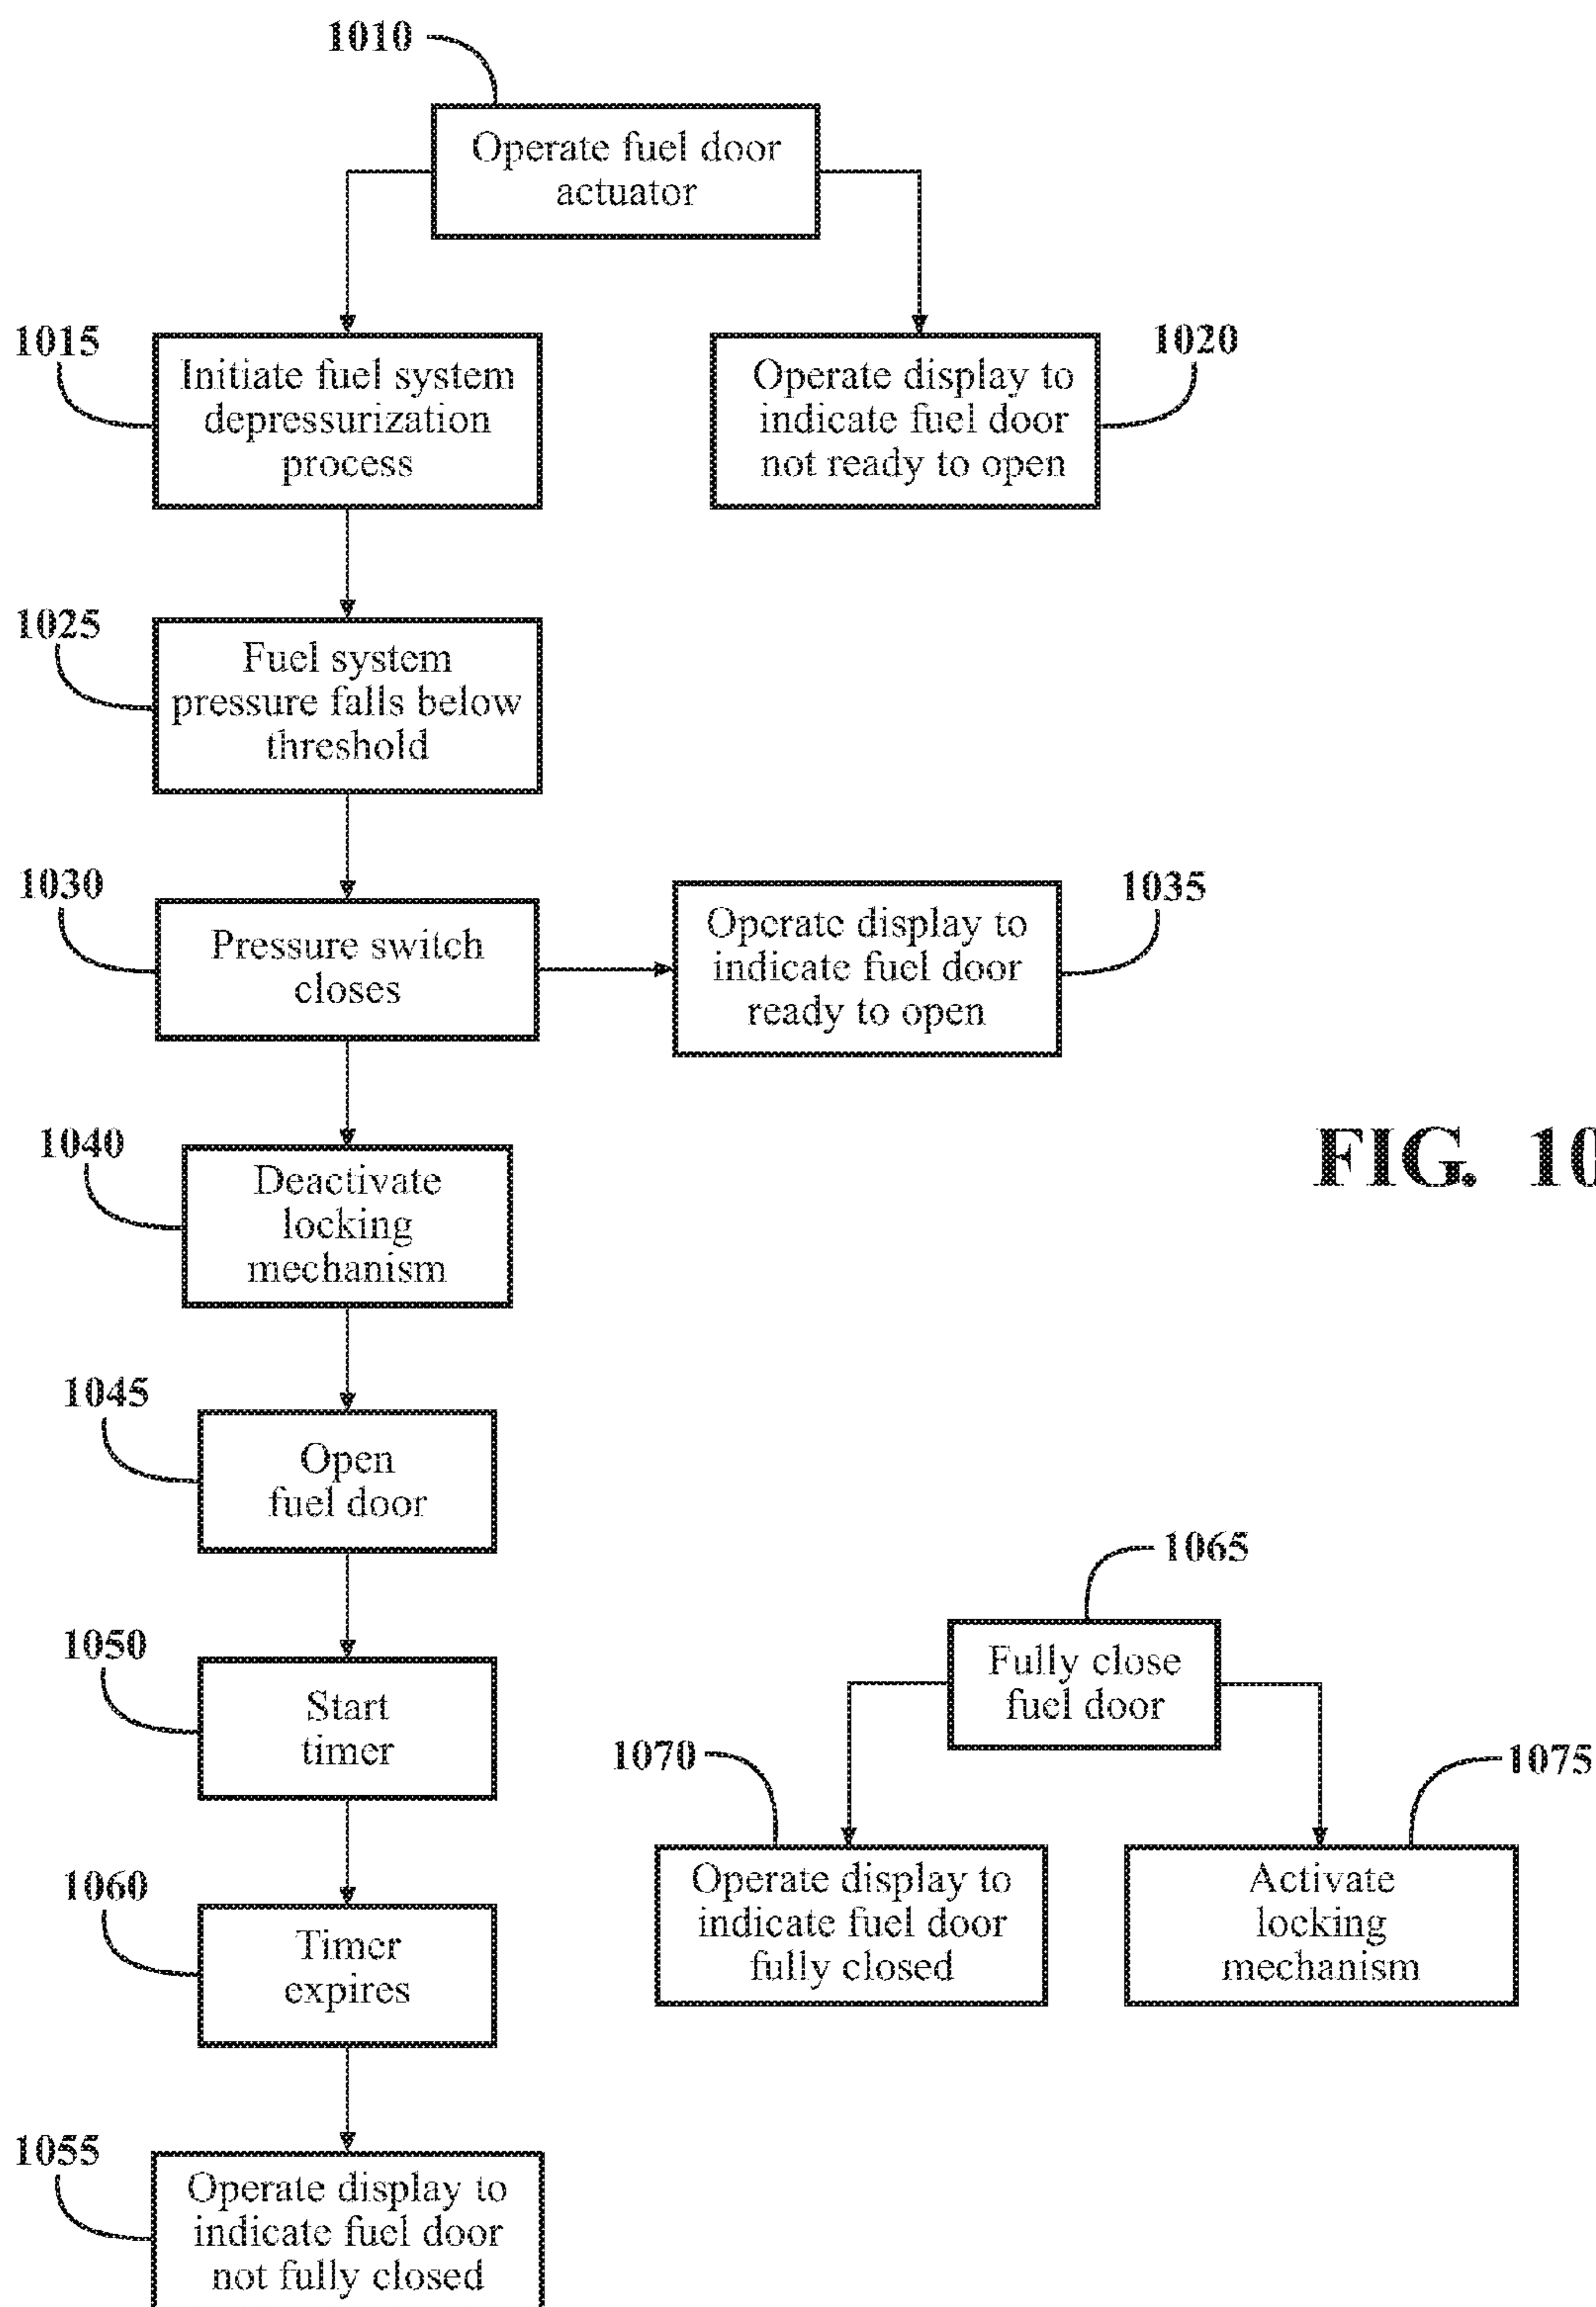 1010
Operate fuel door
actuator
1015
Initiate fuel system
depressurization
process
1020
Operate display to
indicate fuel door
not ready to open
1025
Fuel system
pressure falls below
threshold
1030
Pressure switch
closes
1035
Operate display to
indicate fuel door
ready to open
1040
Deactivate
locking
mechanism
FIG. 10
1045
Open
fuel door
1050
Start
timer
1065
Fully close
fuel door
1070
Operate display to
indicate fuel door
fully closed
1075
Activate
locking
mechanism
1060
Timer
expires
1055
Operate display to
indicate fuel door
not fully closed